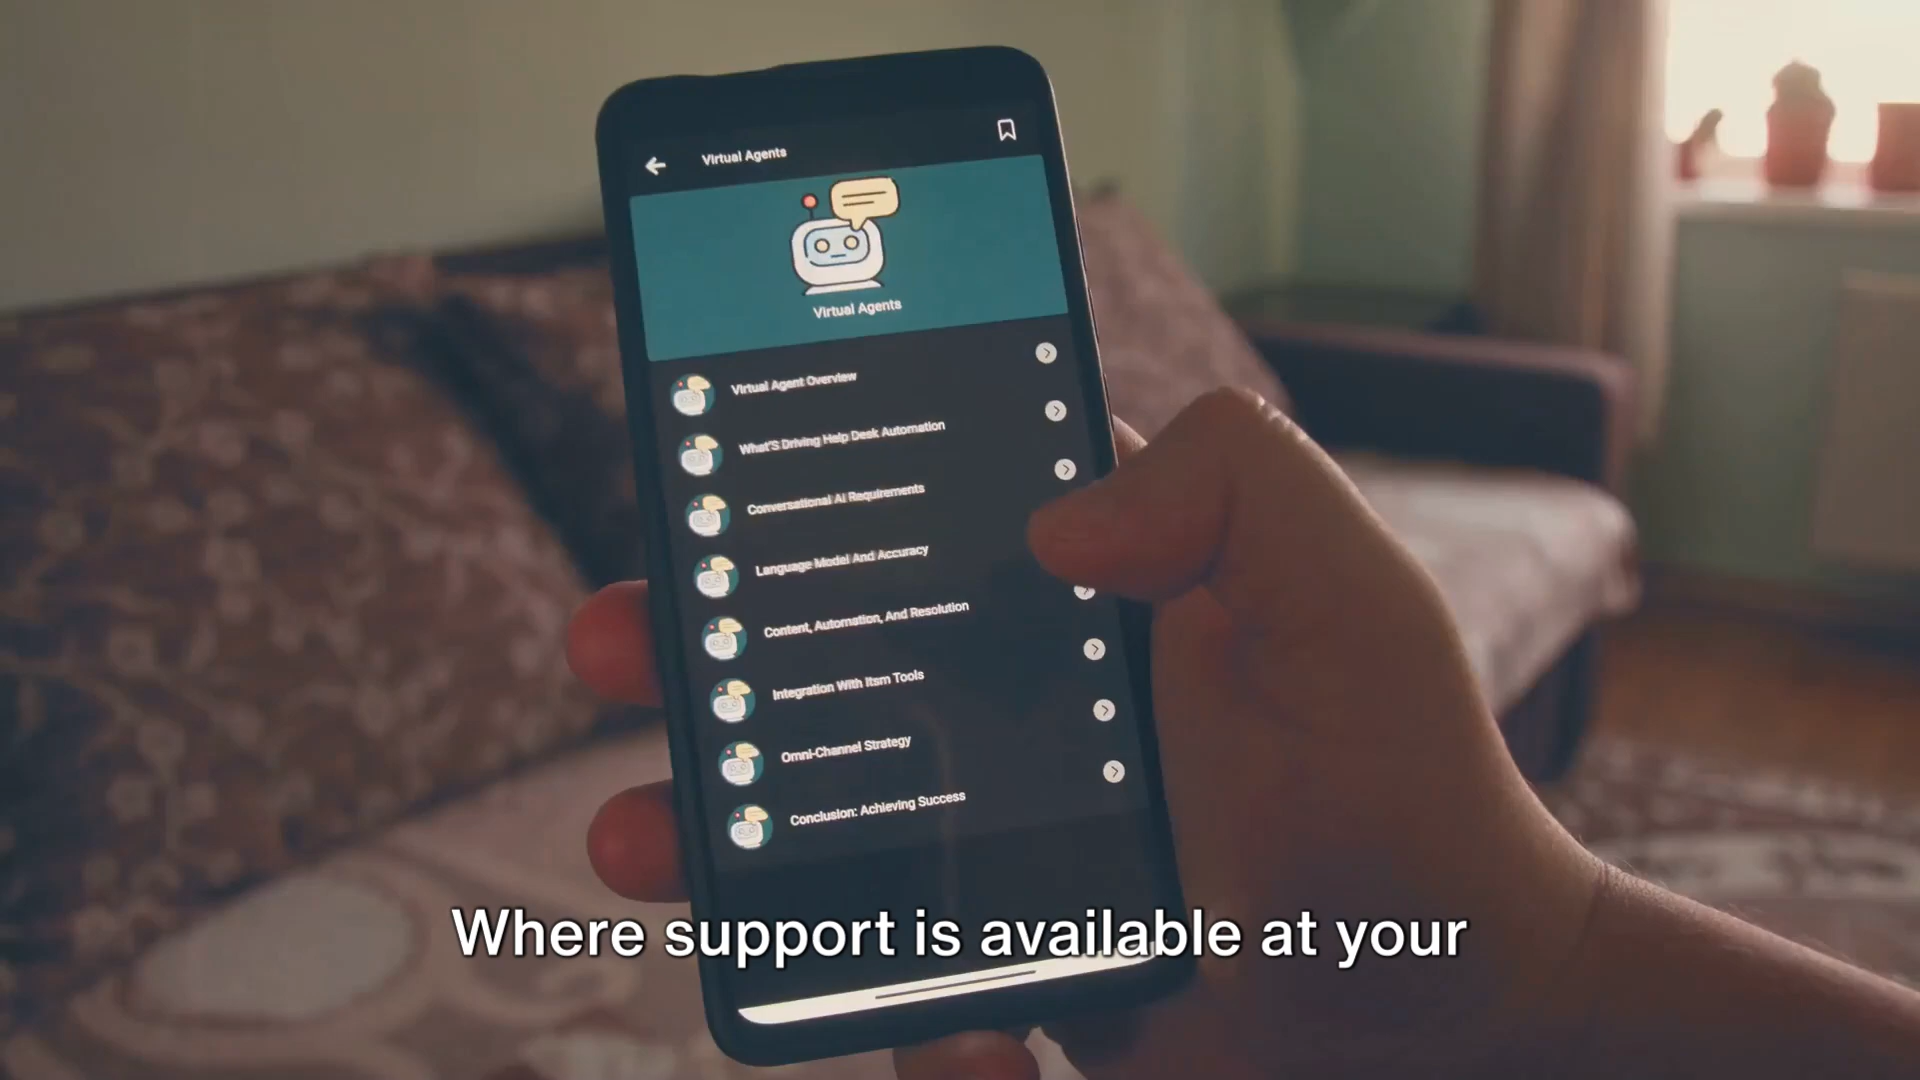 Virtual Agents
Virtual Agents
Virtual Agent Overview
What'S Driving Help Desk Automation
Conversational Ai Requirements
Language Model And Accuracy
Content, Automation, And Resolution
Integration With Itsm Tools
Omni-Channel Strategy
Conclusion: Achieving Success
Where support is available at your